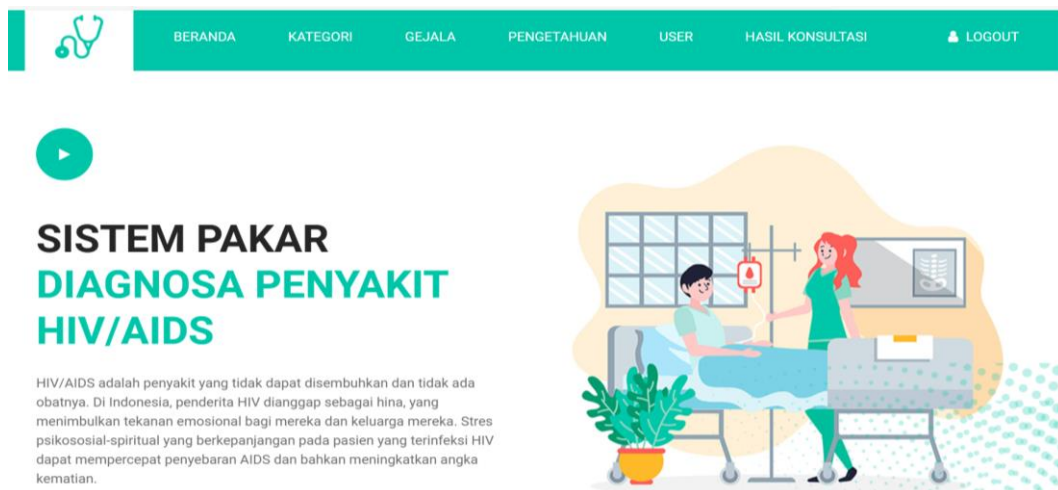 BERANDA KATEGORI GEJALA PENGETAHUAN USER HASIL KONSULTASI LOGOUT
SISTEM PAKAR
DIAGNOSA PENYAKIT
HIV/AIDS
HIV/AIDS adalah penyakit yang tidak dapat disembuhkan dan tidak ada
obatnya. Di Indonesia, penderita HIV dianggap sebagai hina, yang
menimbulkan tekanan emosional bagi mereka dan keluarga mereka. Stres
psikososial-spiritual yang berkepanjangan pada pasien yang terinfeksi HIV
dapat mempercepat penyebaran AIDS dan bahkan meningkatkan angka
kematian.